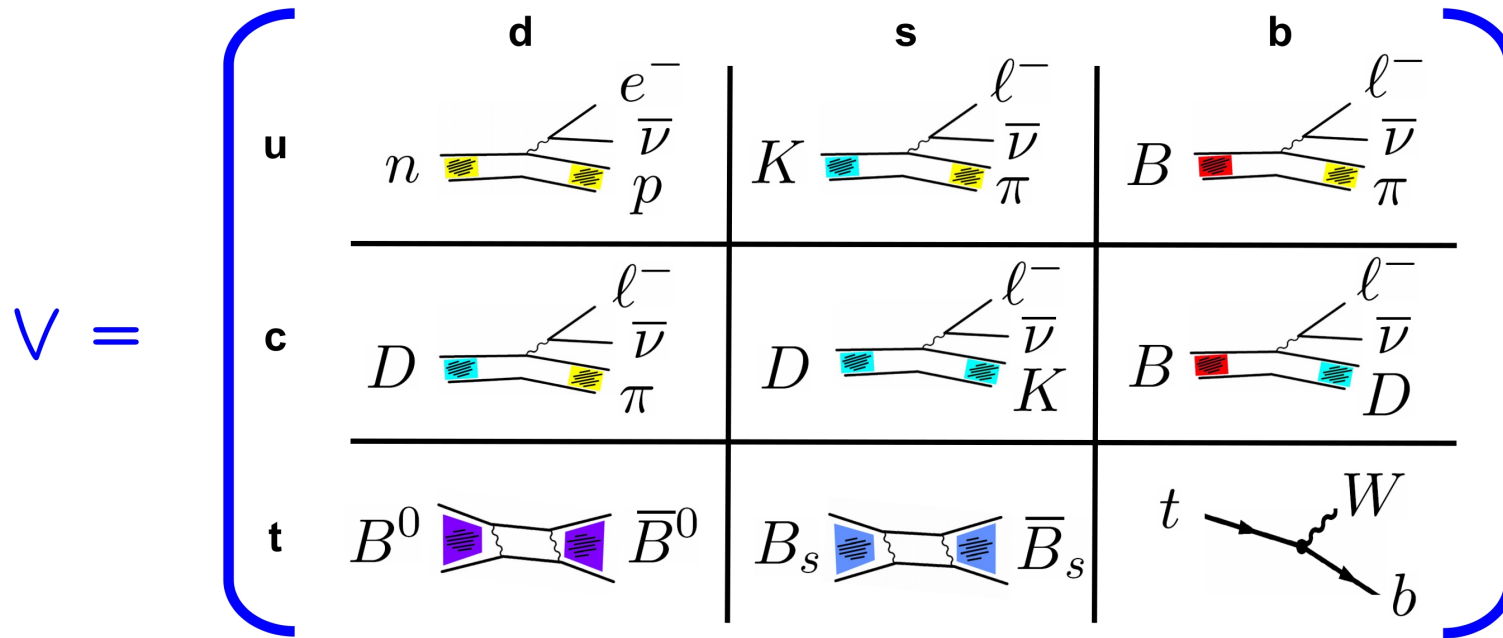 d s b
u
n e⁻ ν̅ p
K ℓ⁻ ν̅ π
B ℓ⁻ ν̅ π
V =
c
D ℓ⁻ ν̅ π
D ℓ⁻ ν̅ K
B ℓ⁻ ν̅ D
t
B⁰ B̅⁰
Bₛ B̅ₛ
t W b